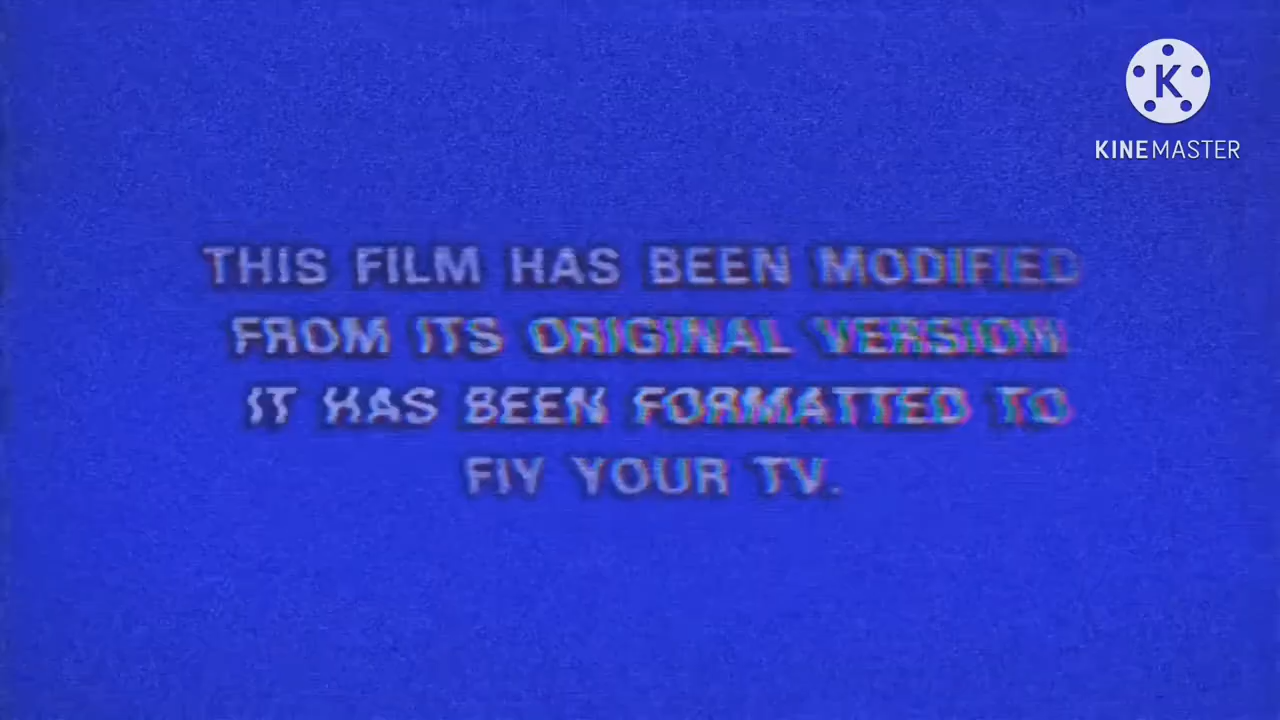 KINEMASTER
THIS FILM HAS BEEN MODIFIED
FROM ITS ORIGINAL VERSION
IT HAS BEEN FORMATTED TO
FIY YOUR TV.